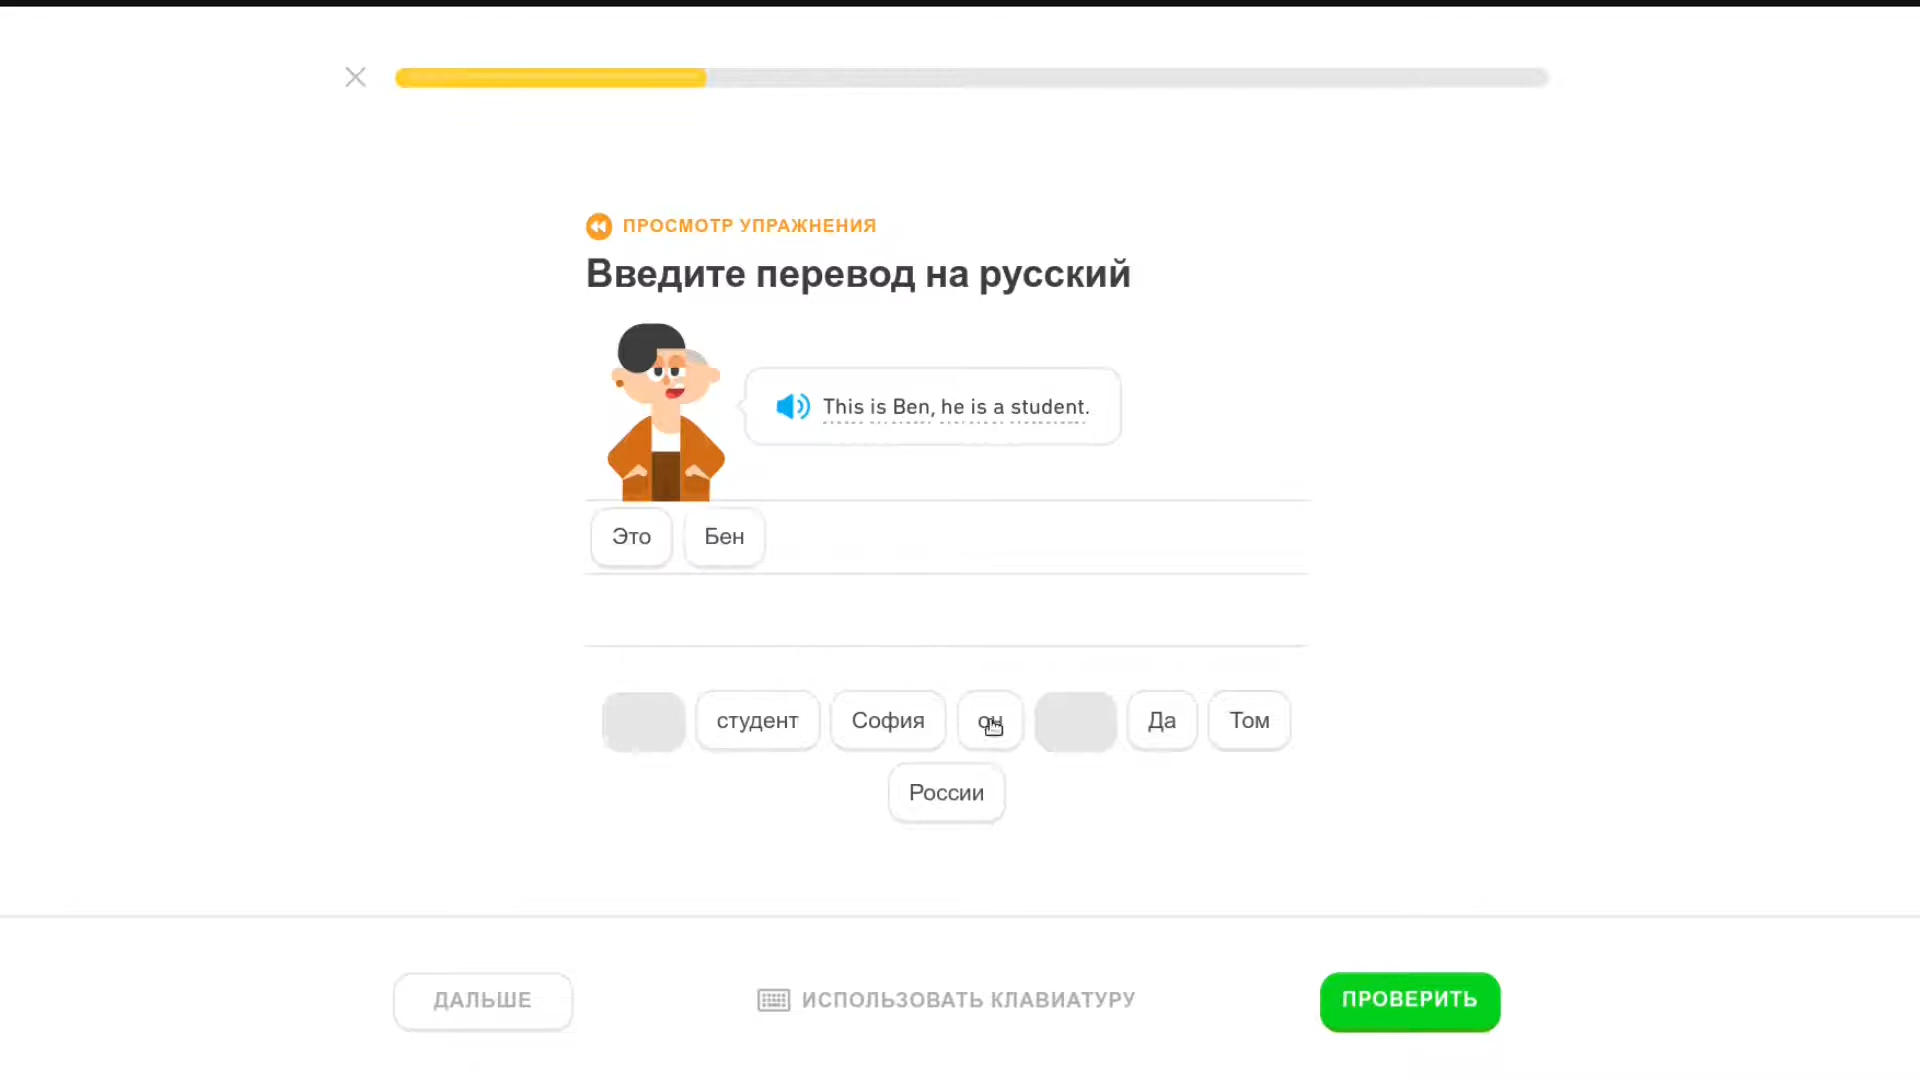 ПРОСМОТР УПРАЖНЕНИЯ
Введите перевод на русский
This is Ben, he is a student.
Это Бен
студент София он Да Том
России
ДАЛЬШЕ ИСПОЛЬЗОВАТЬ КЛАВИАТУРУ ПРОВЕРИТЬ